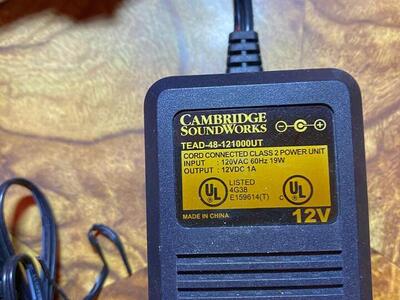 CAMBRIDGE
SOUNDWORKS
TEAD-48-121000UT
CORD CONNECTED CLASS 2 POWER UNIT
INPUT : 120VAC 60Hz 19W
OUTPUT : 12VDC 1A
UL LISTED
4G38
E159614(T)
C UL
MADE IN CHINA
12V